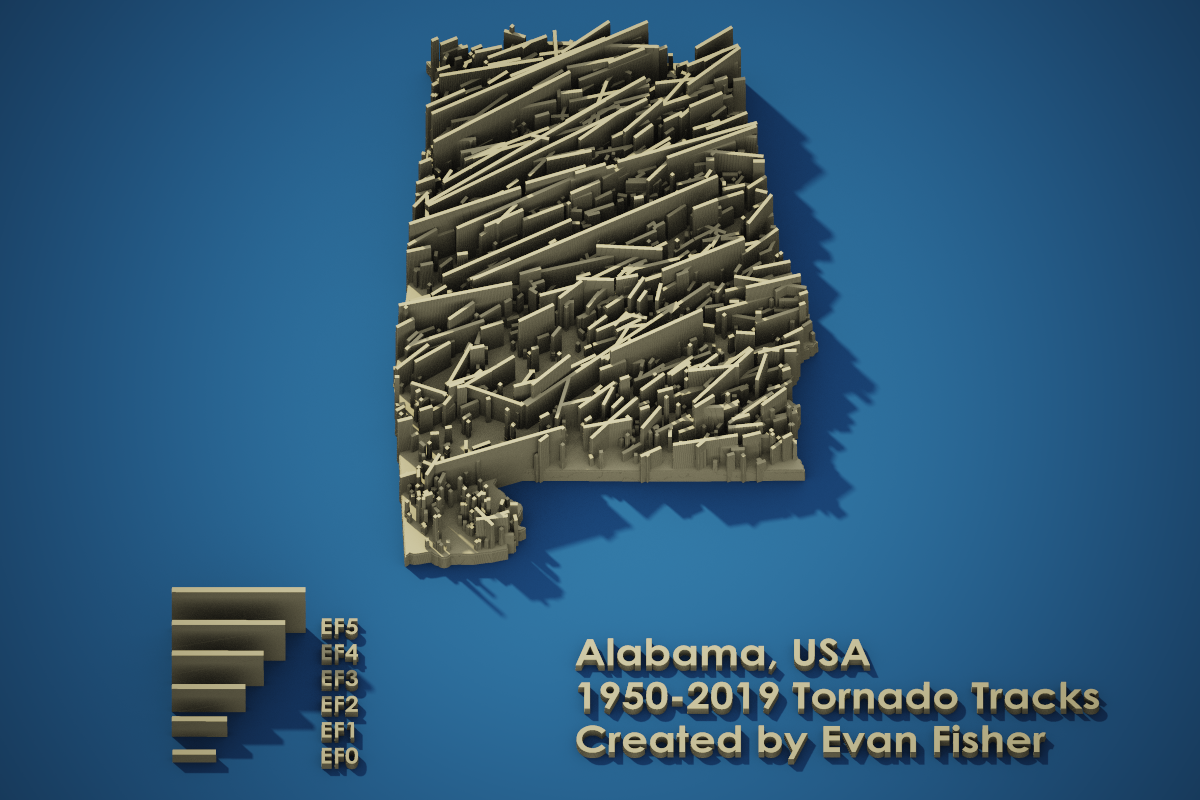 EF5
EF4
EF3
EF2
EF1
EF0
Alabama, USA
1950-2019 Tornado Tracks
Created by Evan Fisher